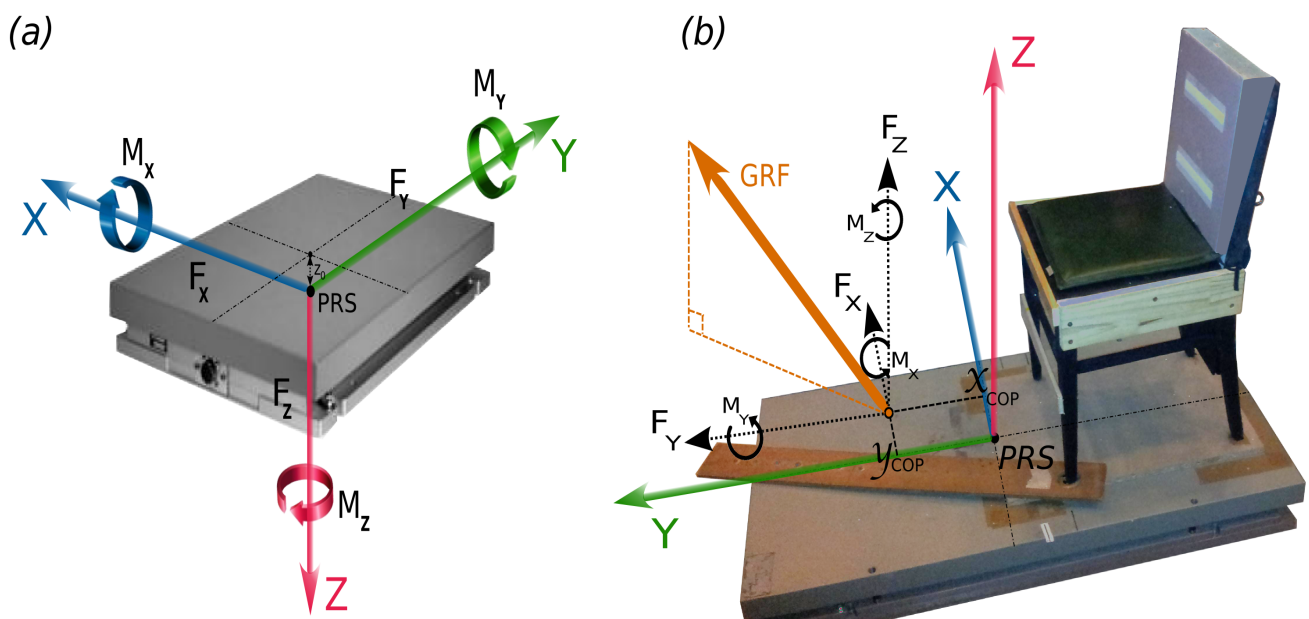 (a)
M_Y
Y
M_X
X
F_Y
Z_0
F_X
PRS
F_Z
M_Z
Z
(b)
Z
F_Z
GRF
X
M_Z
F_X
M_X
X_COP
M_Y
F_Y
y_COP
PRS
Y